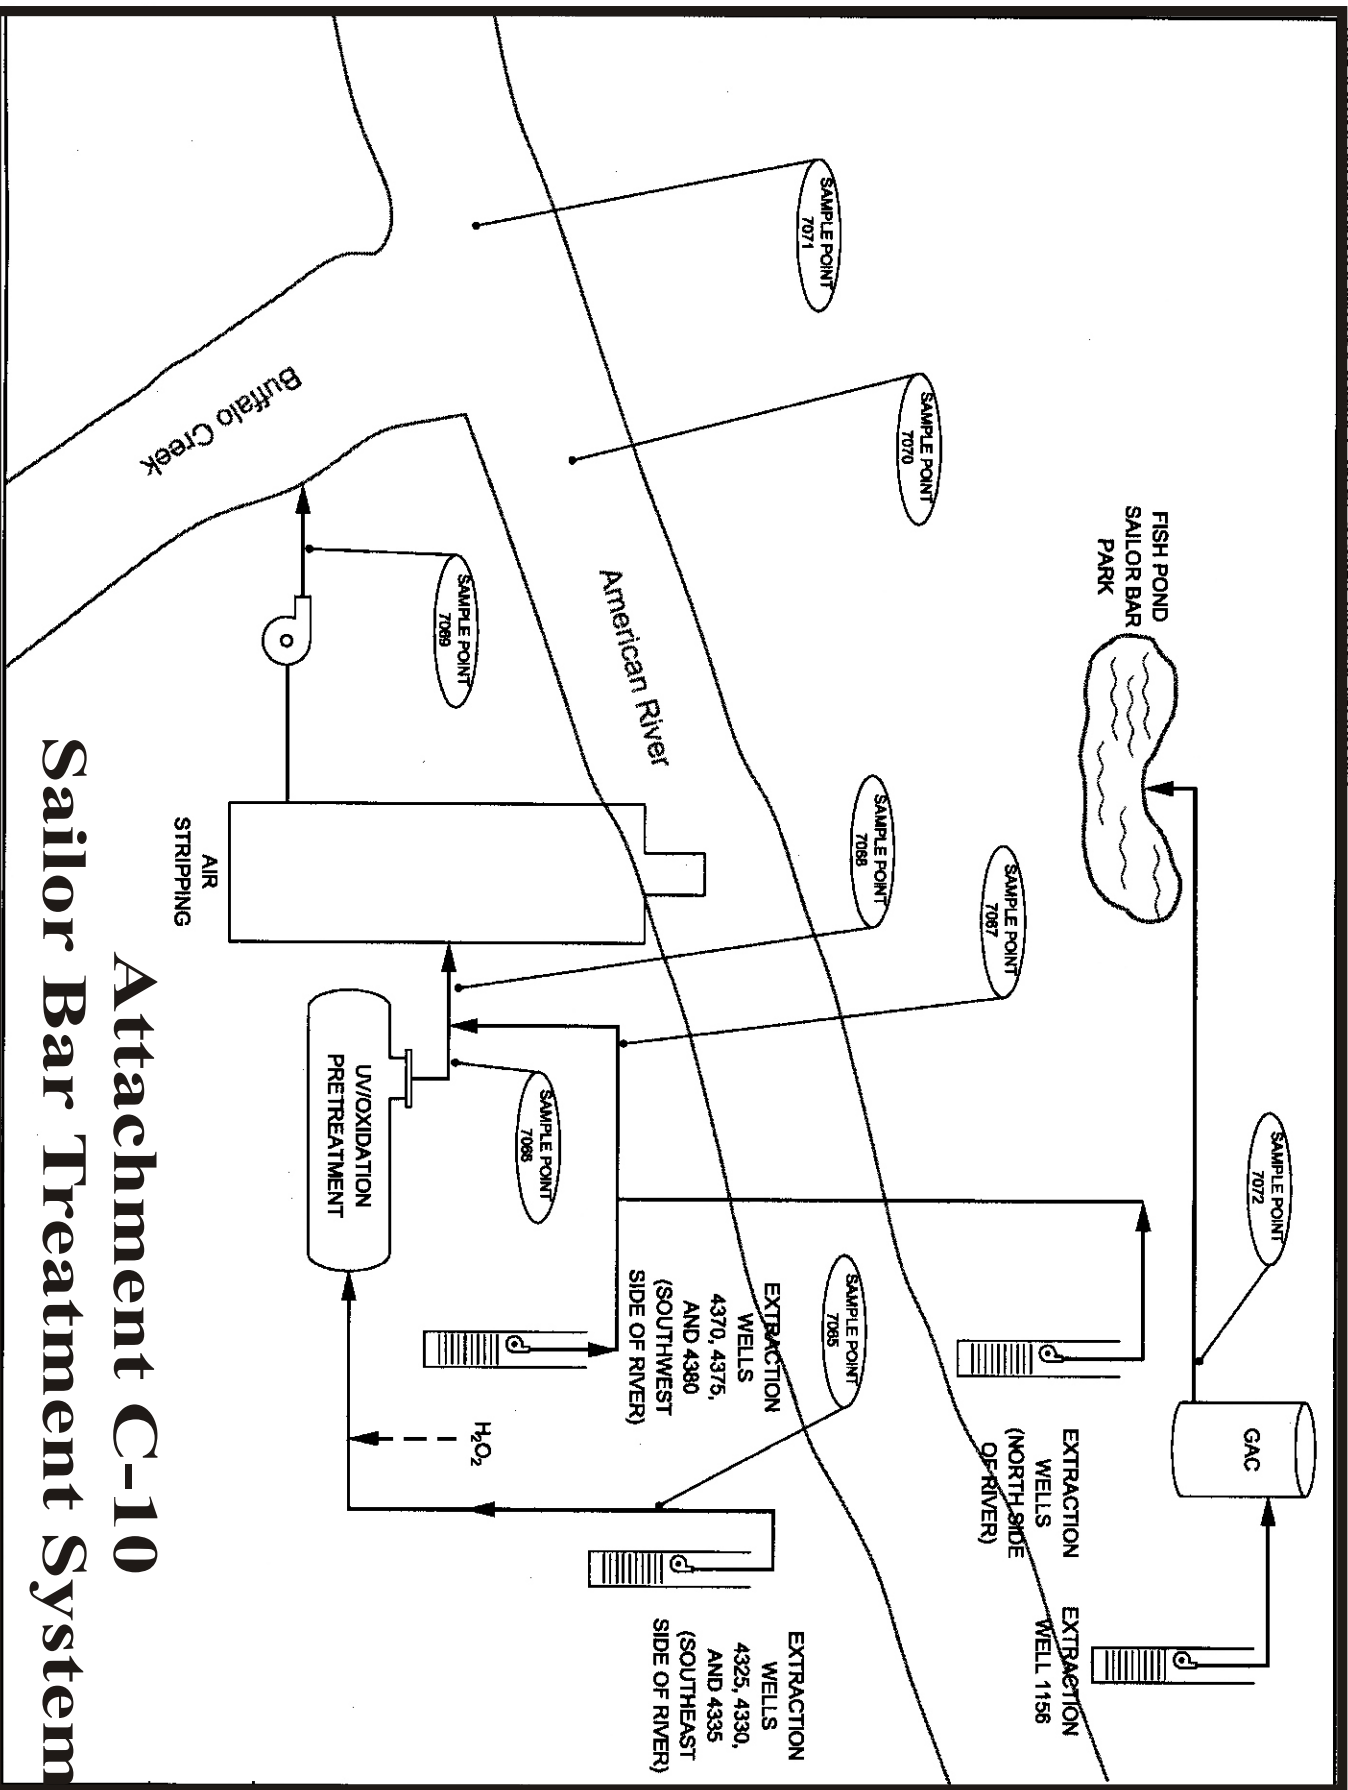 SAMPLE POINT
7072
GAC
EXTRACTION
WELL 1156
FISH POND
SAILOR BAR
PARK
EXTRACTION
WELLS
(NORTH SIDE
OF RIVER)
SAMPLE POINT
7067
SAMPLE POINT
7070
SAMPLE POINT
7068
SAMPLE POINT
7065
SAMPLE POINT
7071
EXTRACTION
WELLS
4325, 4330,
AND 4335
(SOUTHEAST
SIDE OF RIVER)
EXTRACTION
WELLS
4370, 4375,
AND 4380
(SOUTHWEST
SIDE OF RIVER)
American River
SAMPLE POINT
7066
SAMPLE POINT
7069
H₂O₂
UV/OXIDATION
PRETREATMENT
Buffalo Creek
AIR
STRIPPING
Attachment C-10
Sailor Bar Treatment System